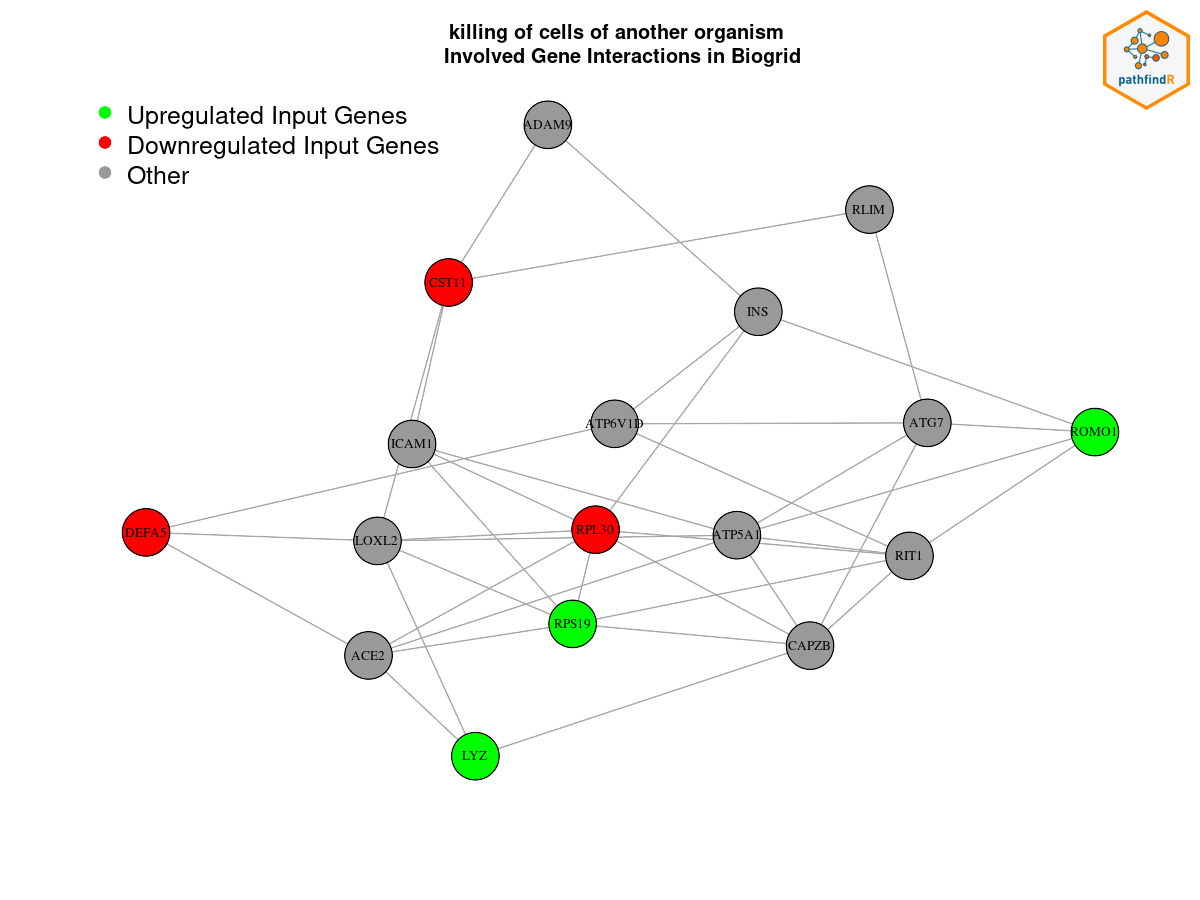 killing of cells of another organism
Involved Gene Interactions in Biogrid
pathfindR
Upregulated Input Genes
Downregulated Input Genes
Other
ADAM9
RLIM
CST11
INS
ICAM1
ATP6V1D
ATG7
ROMO1
DEFA5
LOXL2
RPL30
ATP5A1
RIT1
RPS19
ACE2
CAPZB
LYZ